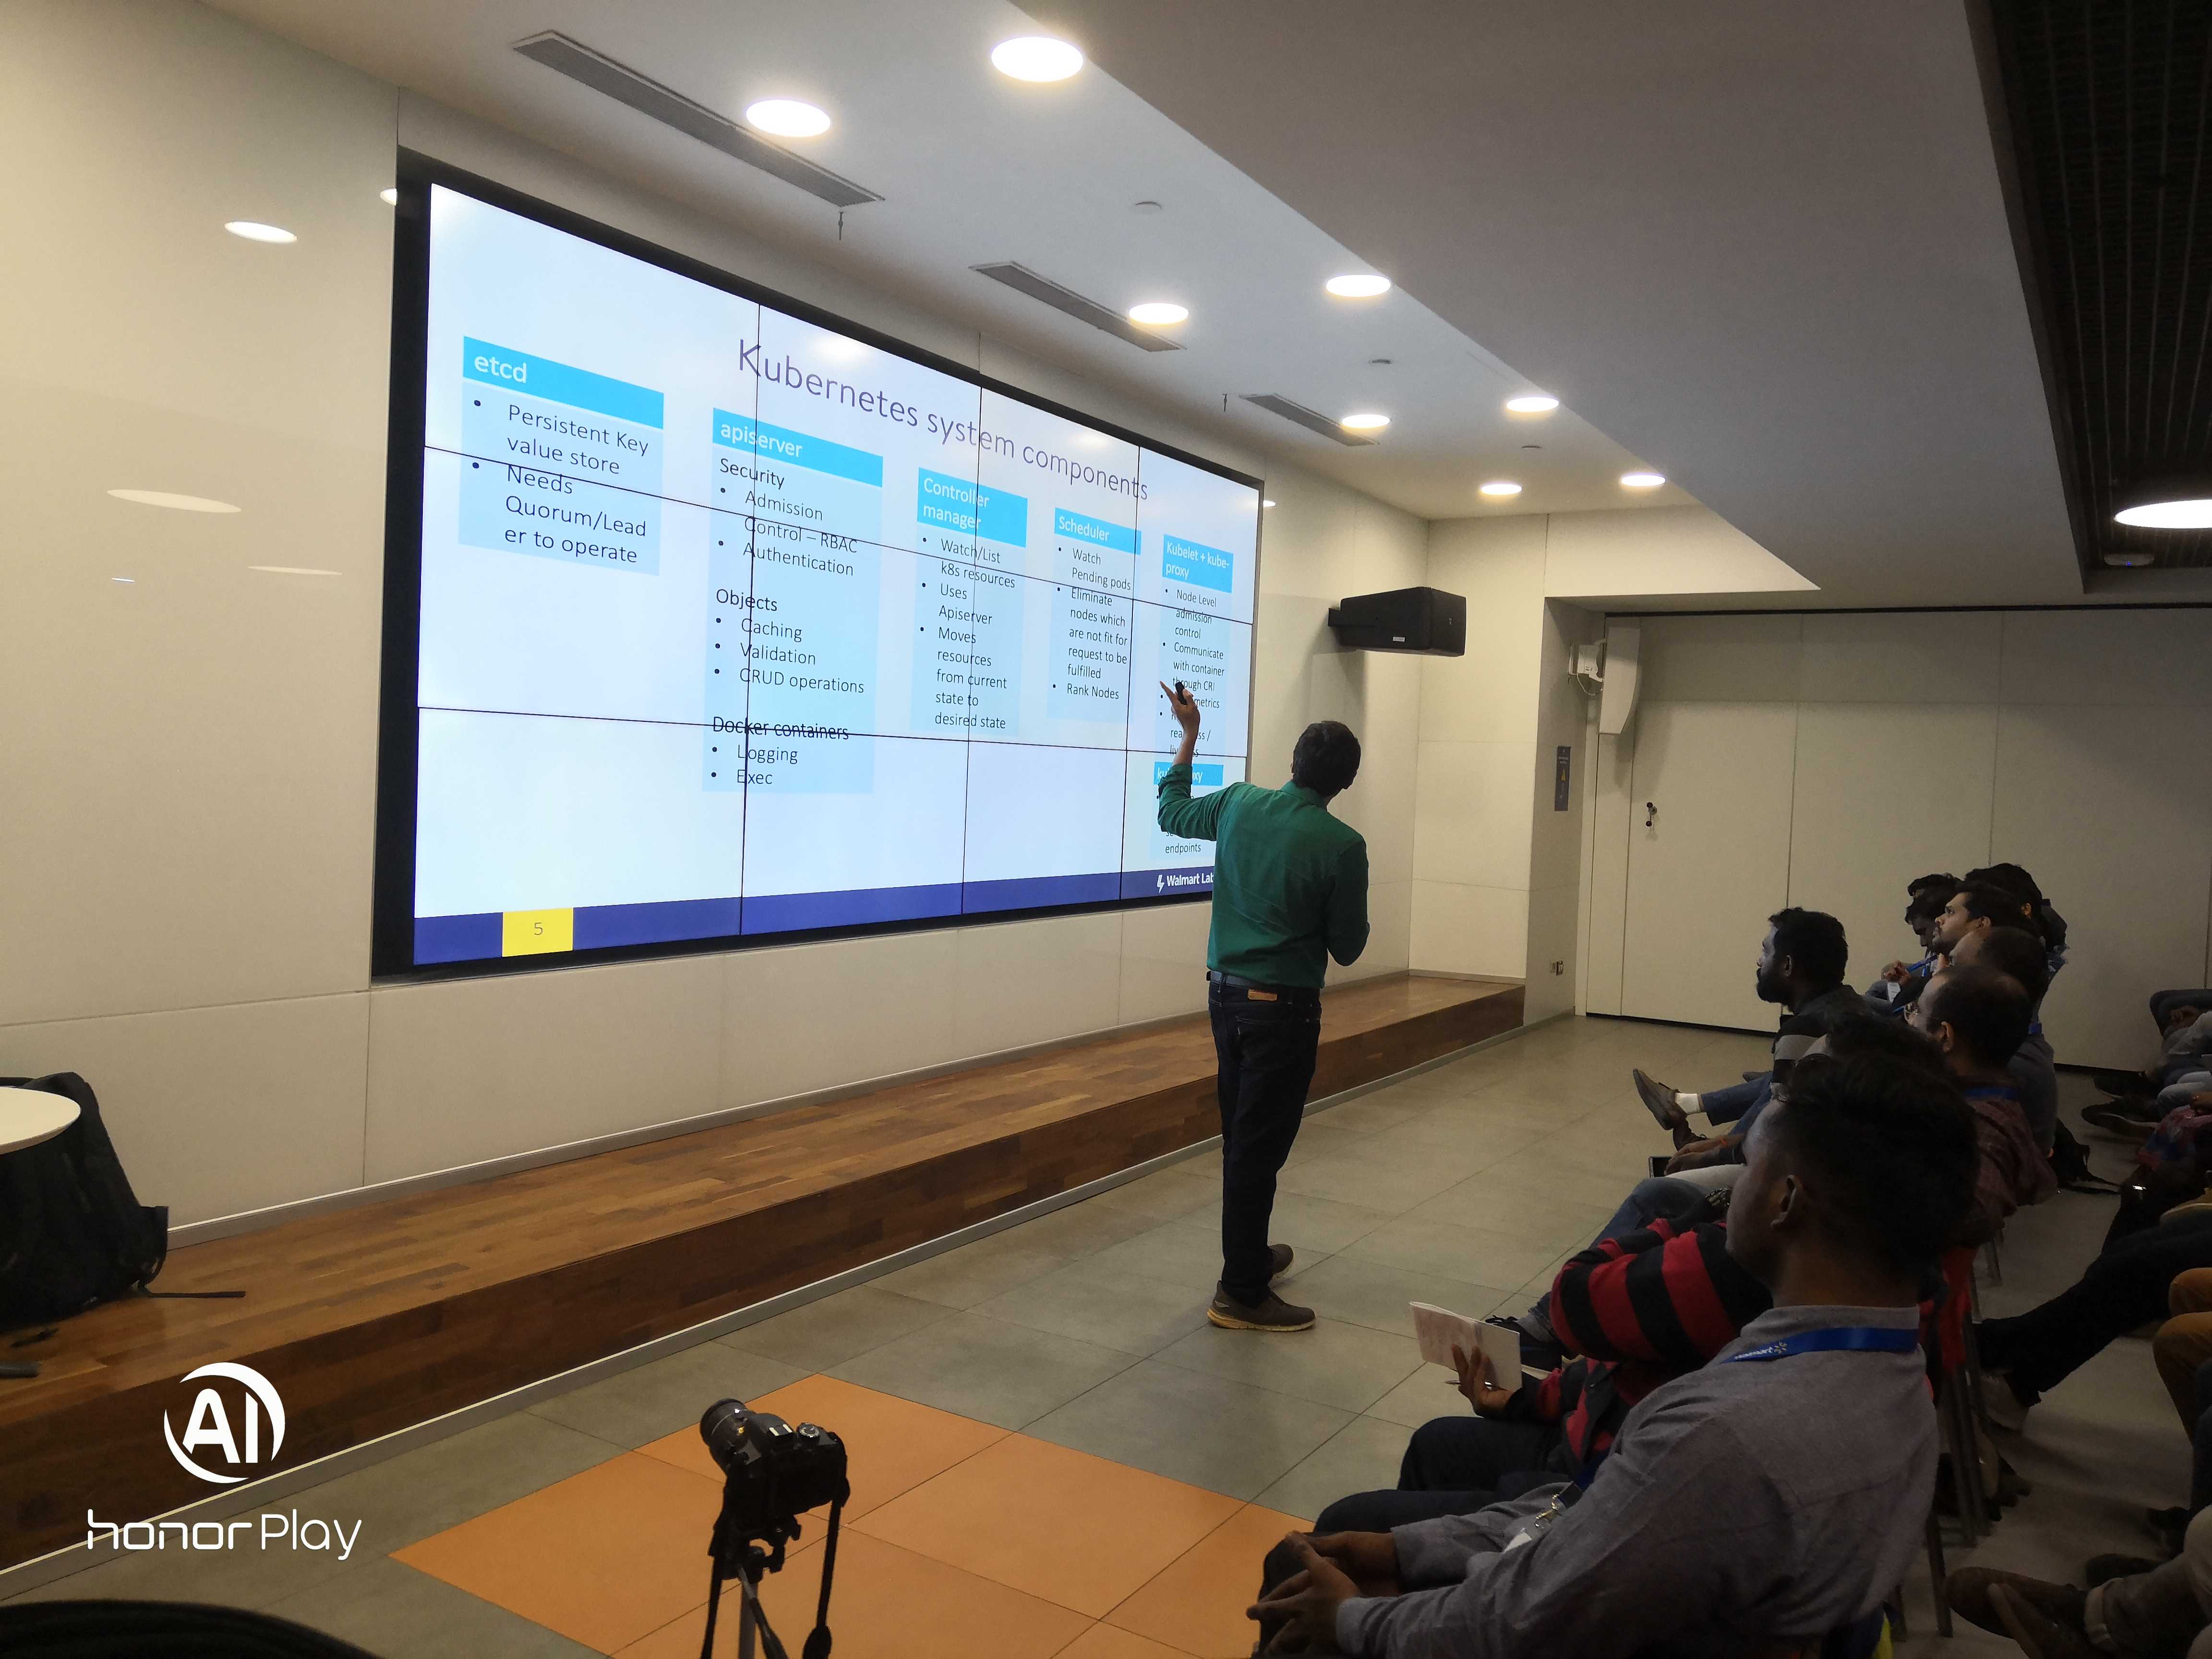 Kubernetes system components
etcd
• Persistent Key
value store
• Needs
Quorum/Lead
er to operate
apiserver
Security
• Admission
Control – RBAC
• Authentication
Objects
• Caching
• Validation
• CRUD operations
Docker containers
• Logging
• Exec
Controller
manager
• Watch/List
k8s resources
• Uses
Apiserver
• Moves
resources
from current
state to
desired state
Scheduler
• Watch
Pending pods
• Eliminate
nodes which
are not fit for
request to be
fulfilled
• Rank Nodes
Kubelet + kube-
proxy
• Node Level
admission
control
• Communicate
with container
through CRI
metrics
endpoints
5
Walmart Lab
AI
honor Play